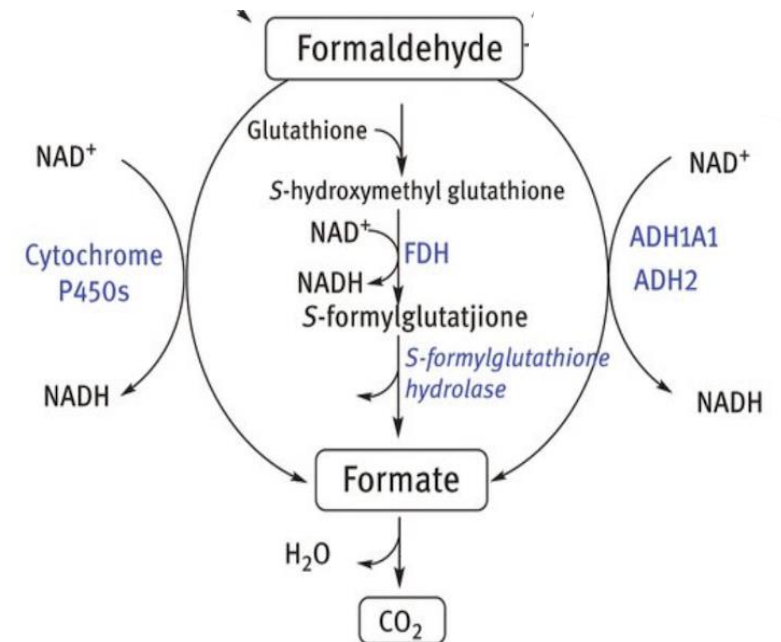 Formaldehyde
Glutathione
NAD⁺
NAD⁺
S-hydroxymethyl glutathione
NAD⁺
ADH1A1
Cytochrome
FDH
P450s
NADH
ADH2
S-formylglutatjione
S-formylglutathione
hydrolase
NADH
NADH
Formate
H₂O
CO₂